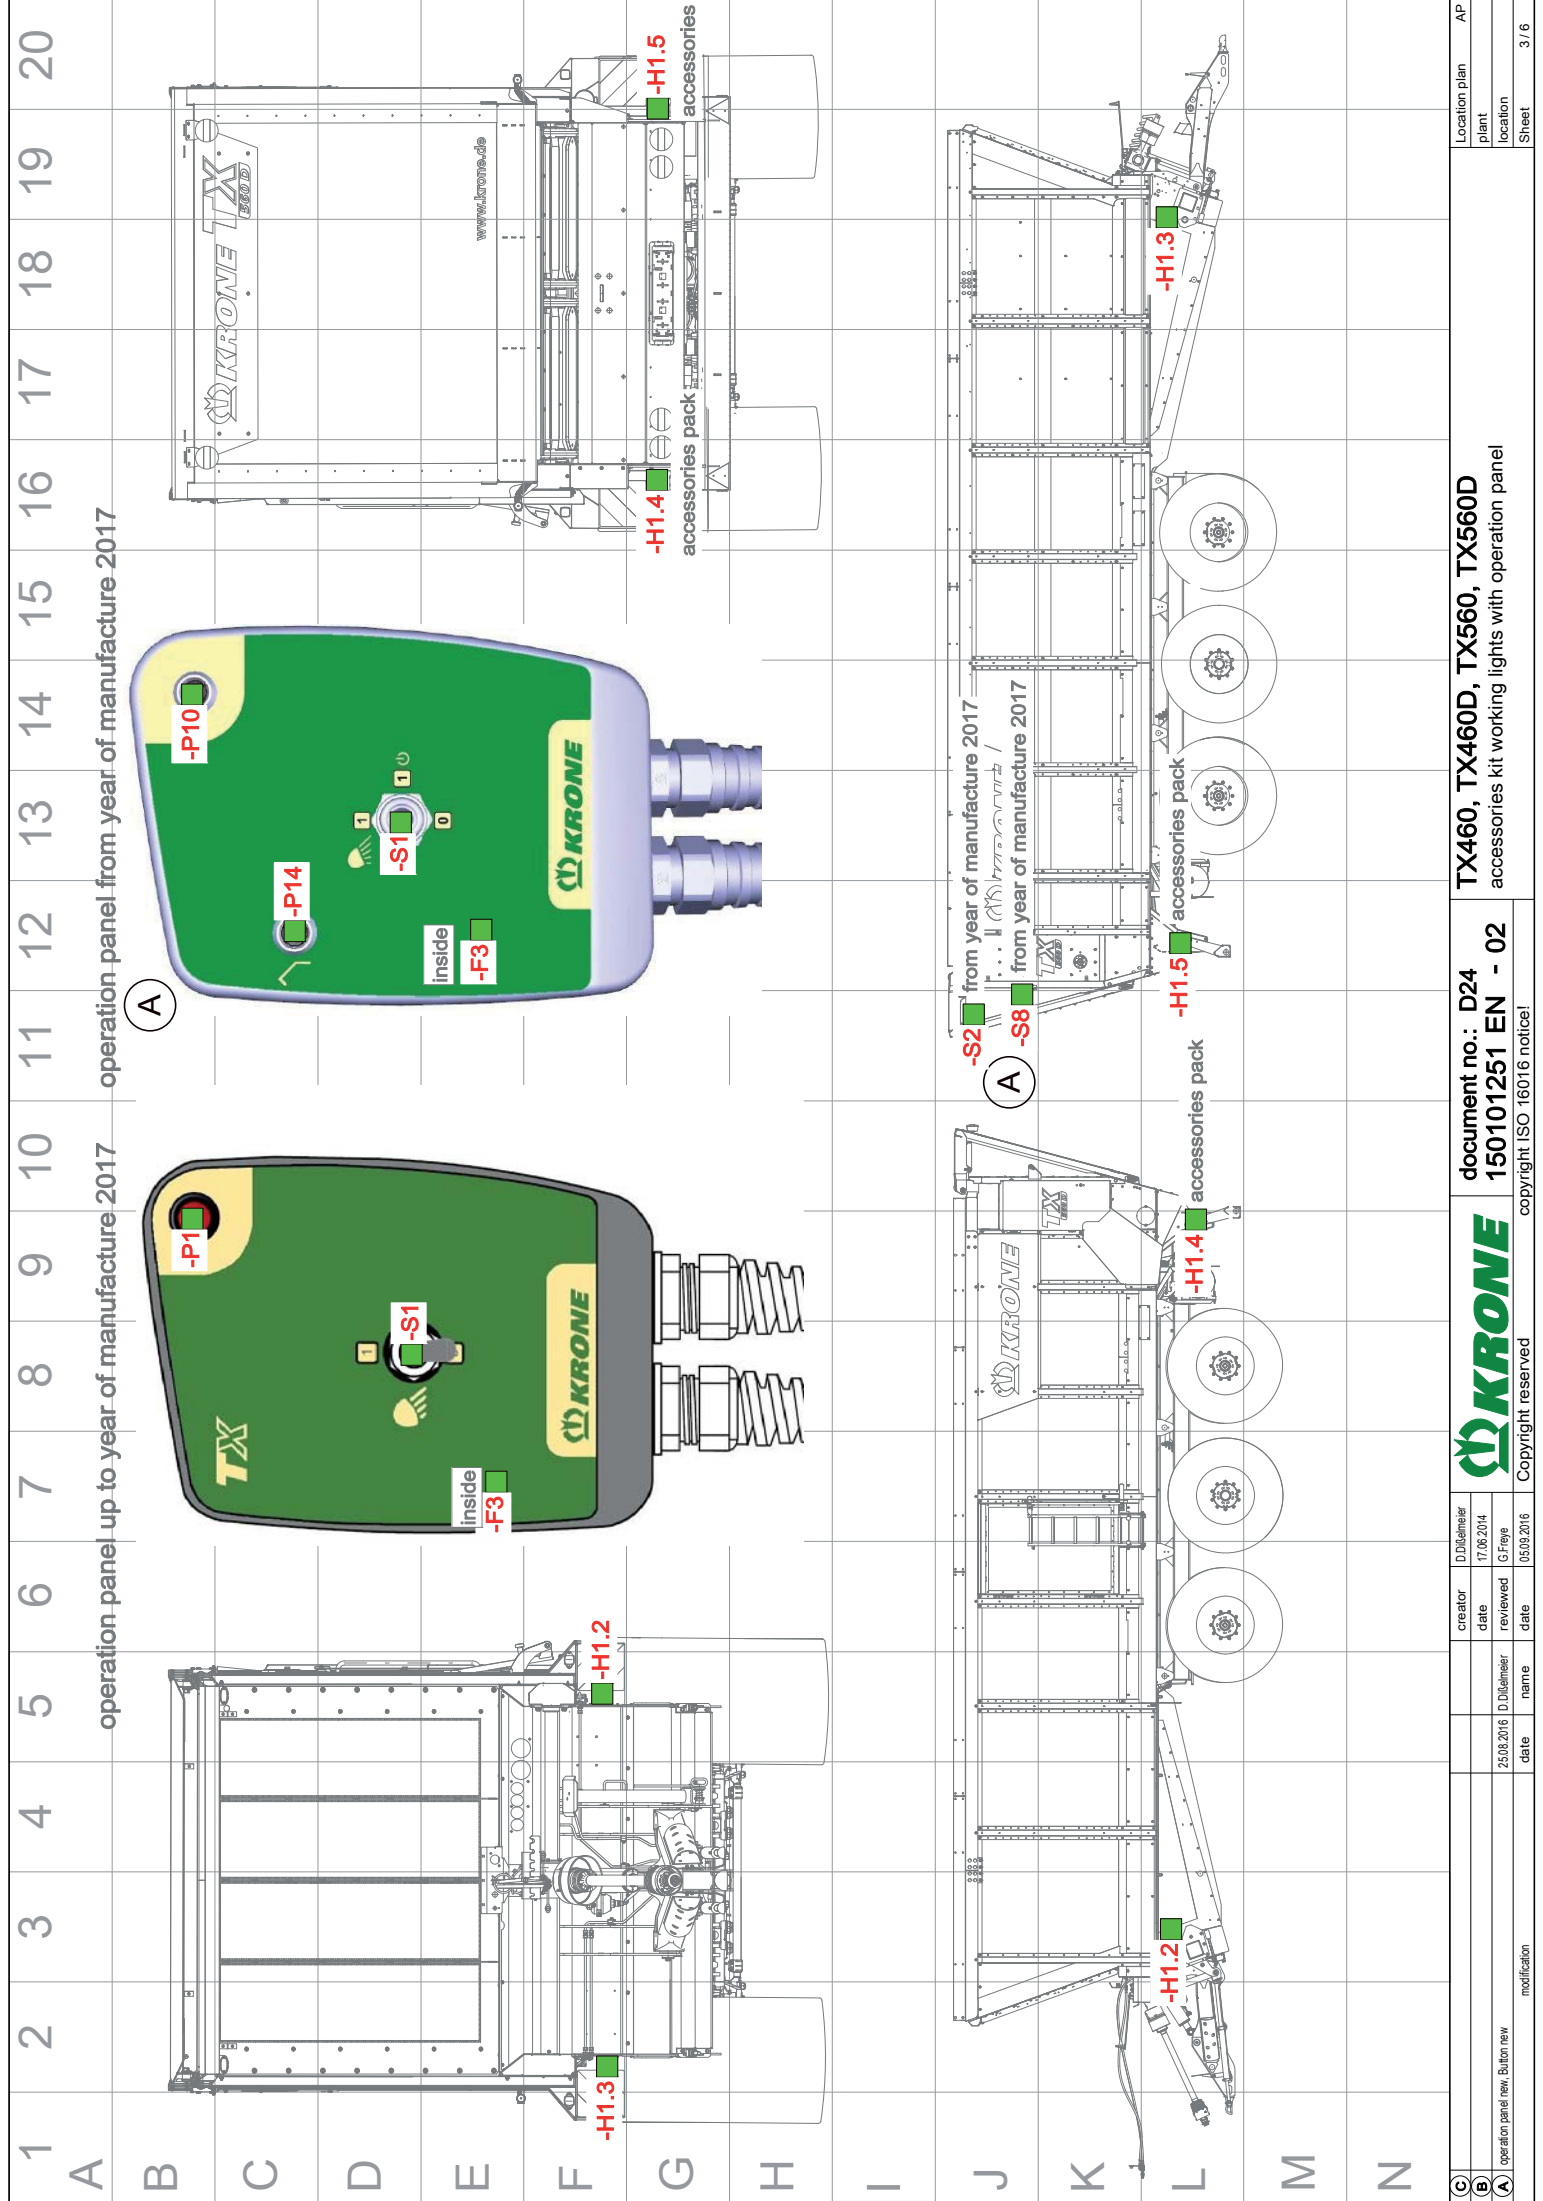 1 2 3 4 5 6 7 8 9 10 11 12 13 14 15 16 17 18 19 20
A
B
C
D
E
F
G
H
I
J
K
L
M
N
operation panel up to year of manufacture 2017
operation panel from year of manufacture 2017
A
-H1.3
-H1.2
TX
-P1
1
-S1
inside
-F3
KRONE
-P10
-P14
1
1
0
-S1
inside
-F3
KRONE
KRONE TX
560D
www.krone.de
-H1.4
accessories pack
-H1.5
accessories
-H1.2
KRONE
TX
-H1.4
accessories pack
A
-S2
from year of manufacture 2017
-S8
from year of manufacture 2017
TX
-H1.5
accessories pack
-H1.3
C
B
A operation panel new, Button new 25.08.2016 D.Dißelmeier
modification date name
creator D.Dißelmeier
date 17.06.2014
reviewed G.Freye
date 05.09.2016
KRONE
Copyright reserved
document no.: D24
150101251 EN - 02
copyright ISO 16016 notice!
TX460, TX460D, TX560, TX560D
accessories kit working lights with operation panel
Location plan AP
plant
location
Sheet 3 / 6